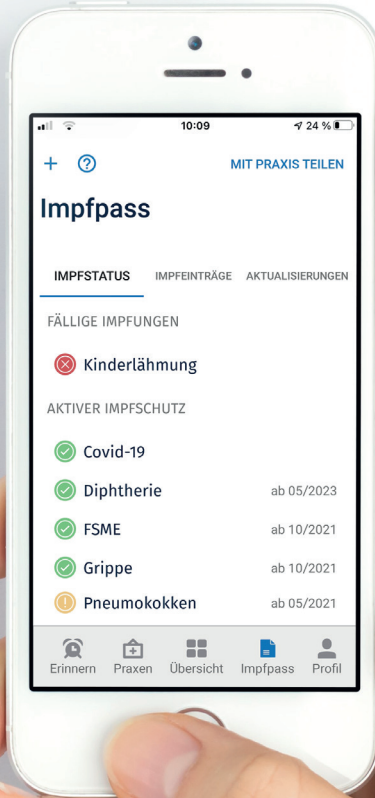 10:09 24 %
+ ? MIT PRAXIS TEILEN
Impfpass
IMPFSTATUS IMPFEINTRÄGE AKTUALISIERUNGEN
FÄLLIGE IMPFUNGEN
Kinderlähmung
AKTIVER IMPFSCHUTZ
Covid-19
Diphtherie ab 05/2023
FSME ab 10/2021
Grippe ab 10/2021
Pneumokokken ab 05/2021
Erinnern Praxen Übersicht Impfpass Profil